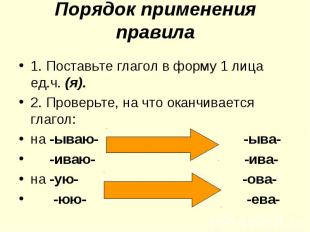 Порядок применения
правила
• 1. Поставьте глагол в форму 1 лица
ед.ч. (я).
• 2. Проверьте, на что оканчивается
глагол:
• на -ываю- -ыва-
• -иваю- -ива-
• на -ую- -ова-
• -юю- -ева-